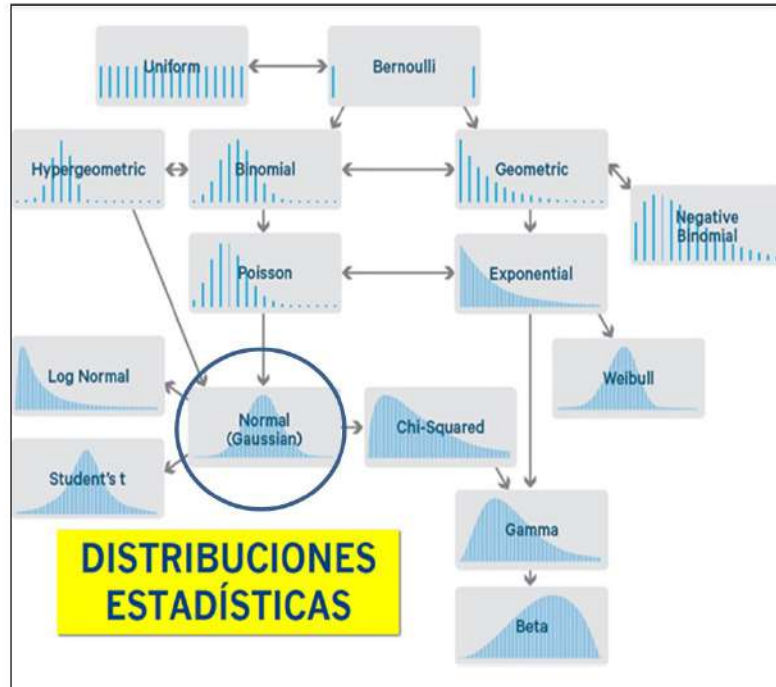 Uniform
Bernoulli
Hypergeometric
Binomial
Geometric
Negative
Binomial
Poisson
Exponential
Log Normal
Normal
(Gaussian)
Chi-Squared
Weibull
Student's t
Gamma
Beta
DISTRIBUCIONES
ESTADÍSTICAS